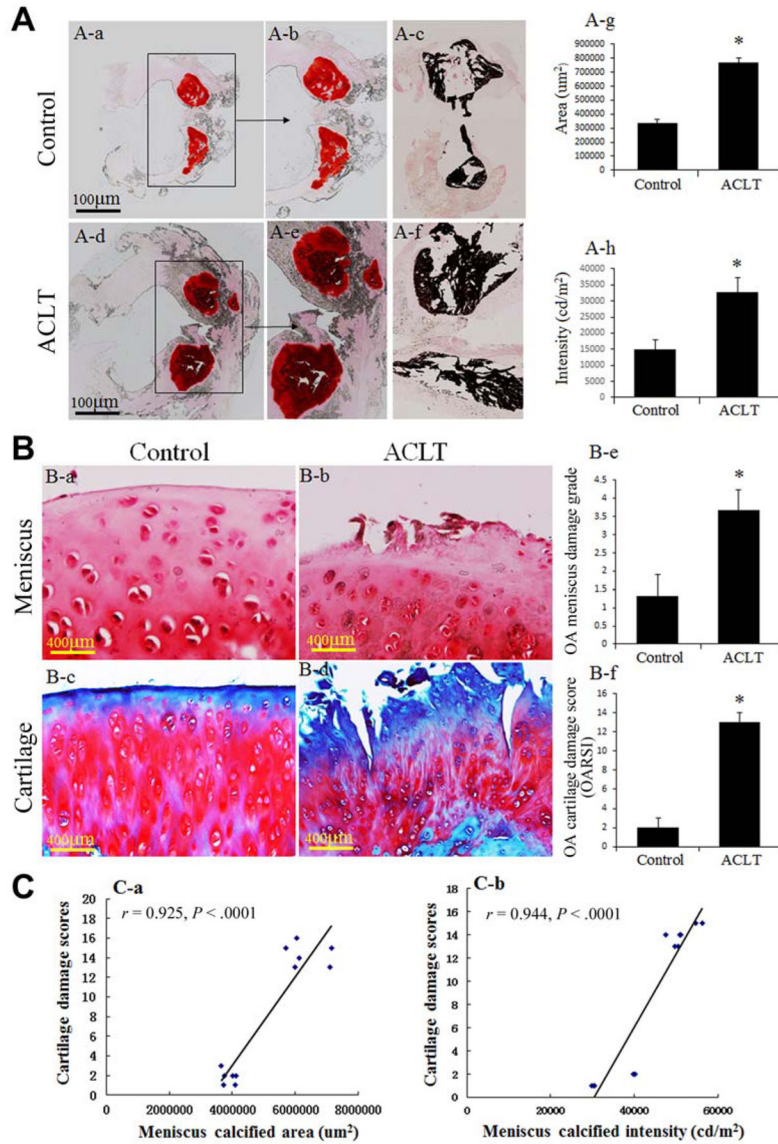 A
A-a
A-b
A-c
Control
100μm
A-d
A-e
A-f
ACLT
100μm
A-g
Area (um²)
900000
800000
700000
600000
500000
400000
300000
200000
100000
0
*
Control
ACLT
A-h
Intensity (cd/m²)
40000
35000
30000
25000
20000
15000
10000
5000
0
*
Control
ACLT
B
Control
ACLT
B-a
B-b
Meniscus
400μm
400μm
B-c
B-d
Cartilage
400μm
400μm
B-e
OA meniscus damage grade
4.5
4
3.5
3
2.5
2
1.5
1
0.5
0
*
Control
ACLT
B-f
OA cartilage damage score
(OARSI)
16
14
12
10
8
6
4
2
0
*
Control
ACLT
C
C-a
r = 0.925, P < .0001
Cartilage damage scores
20
18
16
14
12
10
8
6
4
2
0
0
2000000
4000000
6000000
8000000
Meniscus calcified area (um²)
C-b
r = 0.944, P < .0001
Cartilage damage scores
18
16
14
12
10
8
6
4
2
0
0
20000
40000
60000
Meniscus calcified intensity (cd/m²)